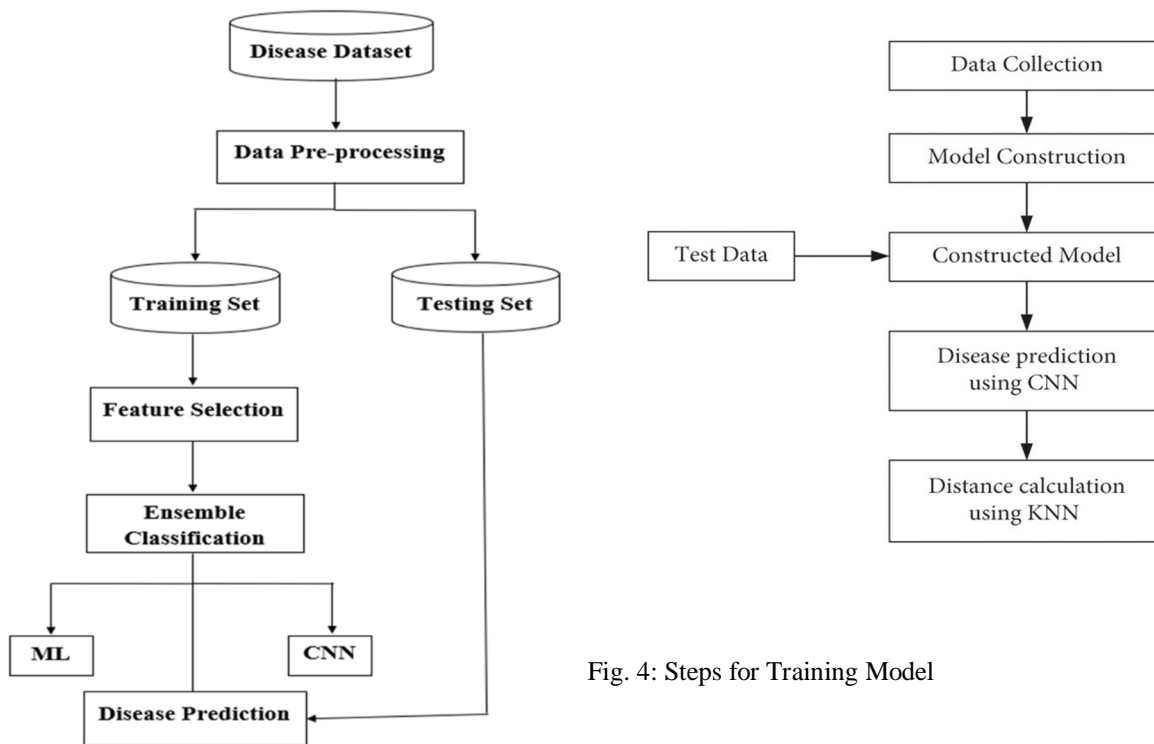 Disease Dataset
Data Pre-processing
Training Set
Testing Set
Feature Selection
Ensemble
Classification
ML
CNN
Disease Prediction
Data Collection
Model Construction
Test Data
Constructed Model
Disease prediction
using CNN
Distance calculation
using KNN
Fig. 4: Steps for Training Model